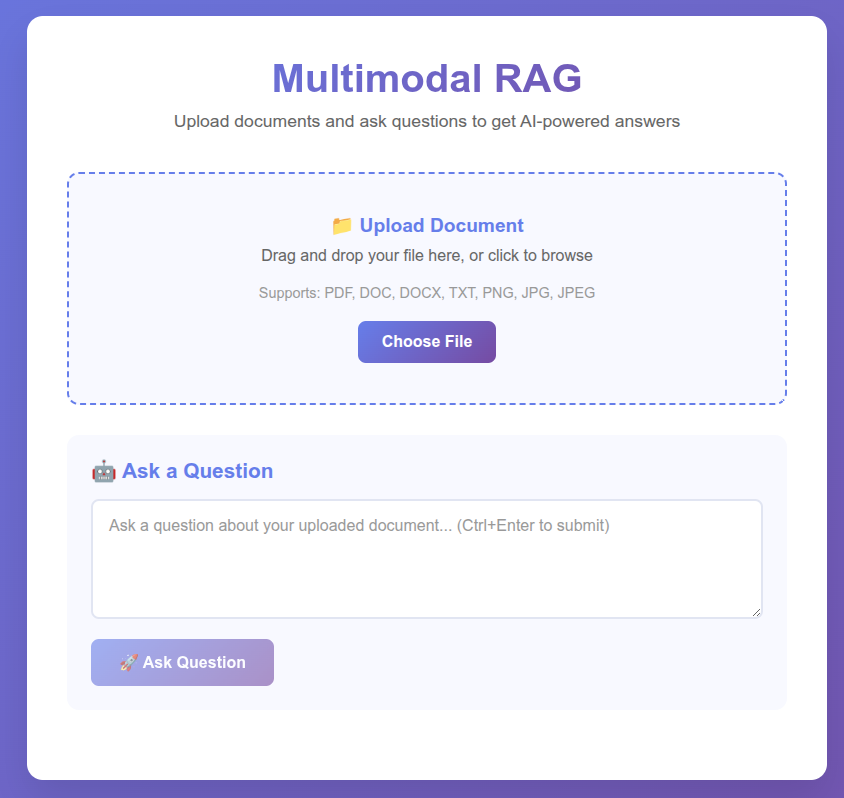 Multimodal RAG
Upload documents and ask questions to get AI-powered answers
📁 Upload Document
Drag and drop your file here, or click to browse
Supports: PDF, DOC, DOCX, TXT, PNG, JPG, JPEG
Choose File
🤖 Ask a Question
Ask a question about your uploaded document... (Ctrl+Enter to submit)
🚀 Ask Question